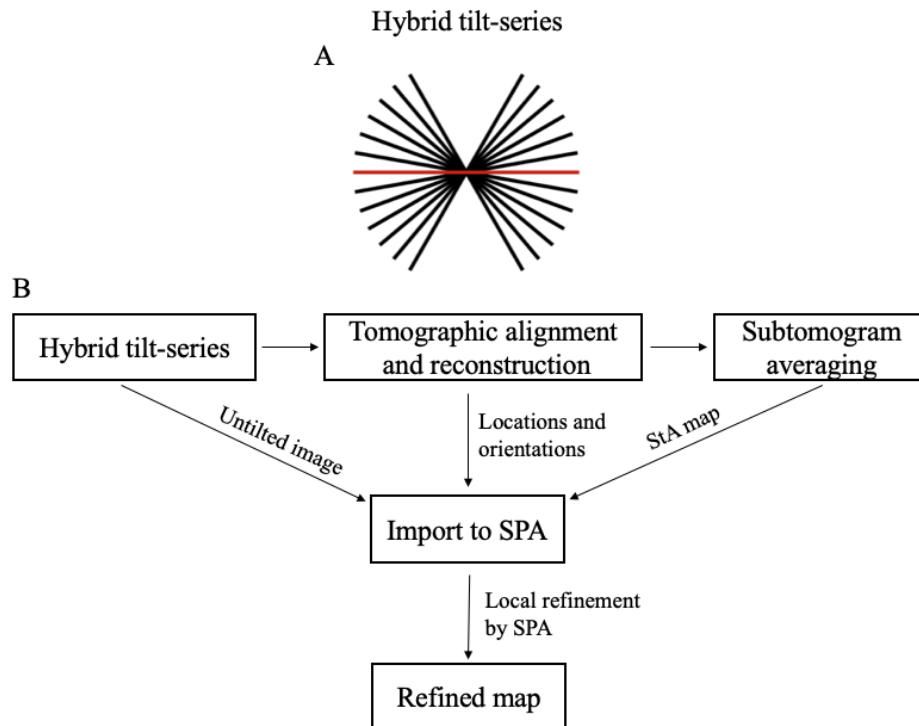 Hybrid tilt-series
A
B
Hybrid tilt-series
Tomographic alignment
and reconstruction
Subtomogram
averaging
Untilted image
Locations and
orientations
StA map
Import to SPA
Local refinement
by SPA
Refined map